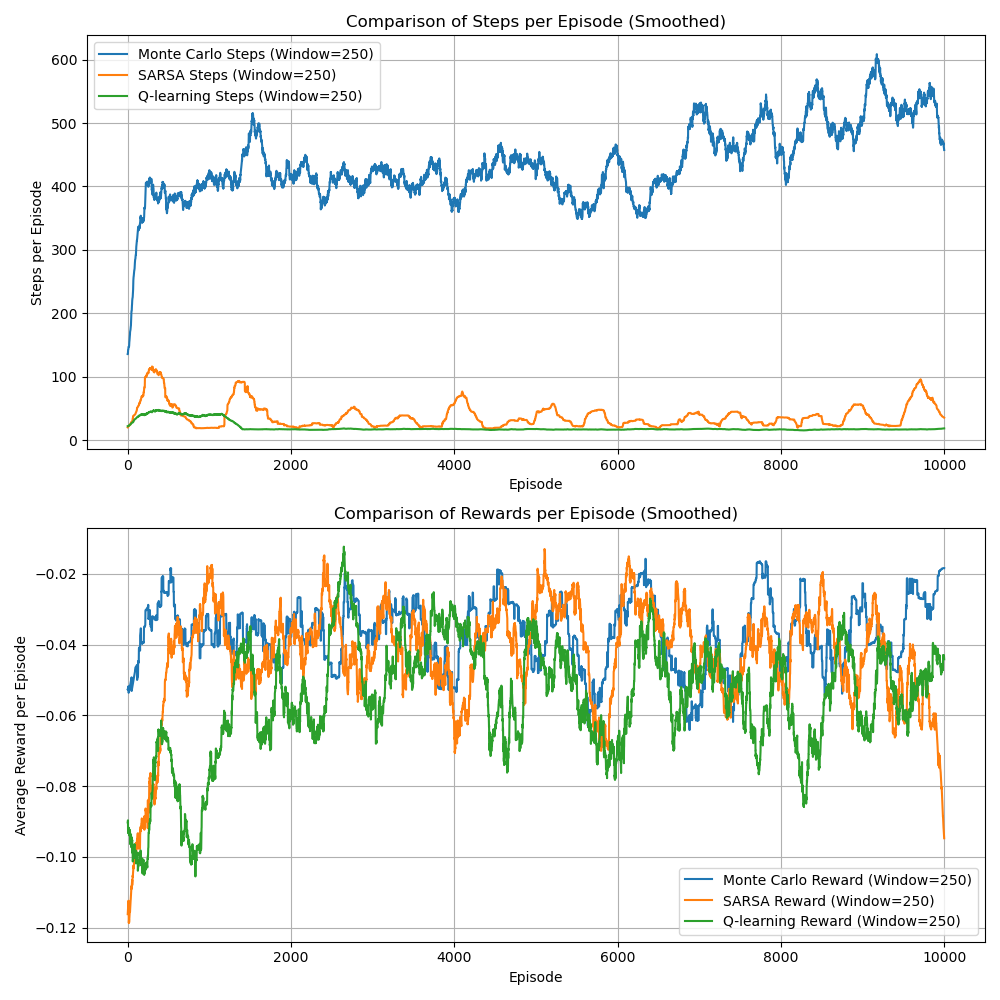 Comparison of Steps per Episode (Smoothed)
Monte Carlo Steps (Window=250)
SARSA Steps (Window=250)
Q-learning Steps (Window=250)
Steps per Episode
600
500
400
300
200
100
0
0 2000 4000 6000 8000 10000
Episode
Comparison of Rewards per Episode (Smoothed)
Average Reward per Episode
−0.02
−0.04
−0.06
−0.08
−0.10
−0.12
Monte Carlo Reward (Window=250)
SARSA Reward (Window=250)
Q-learning Reward (Window=250)
0 2000 4000 6000 8000 10000
Episode